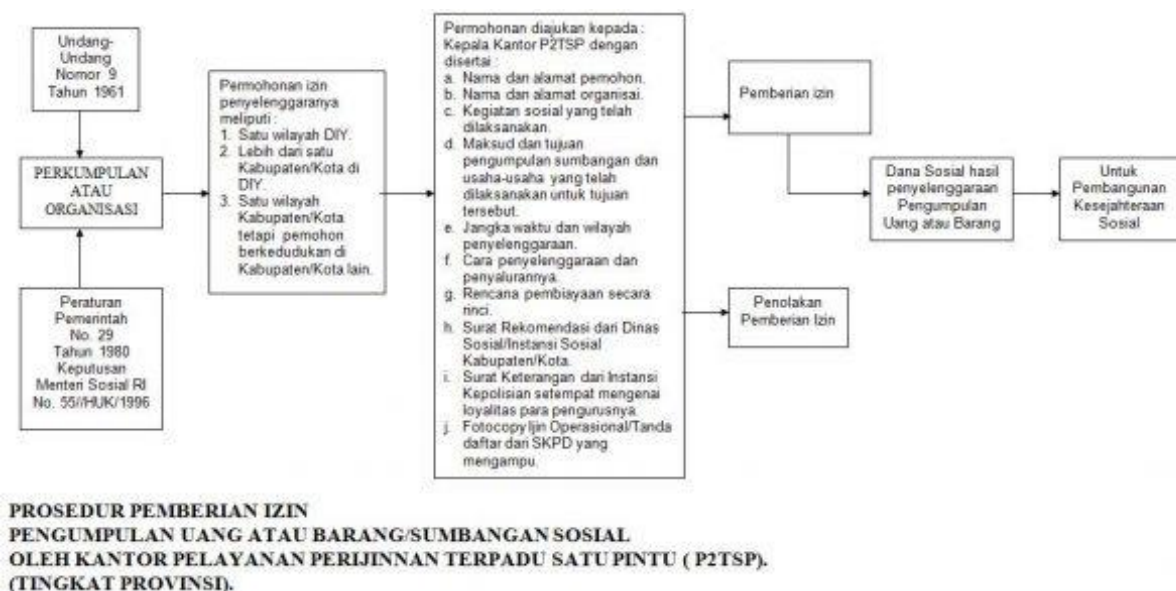 Undang-
Undang
Nomor 9
Tahun 1961
PERKUMPULAN
ATAU
ORGANISASI
Peraturan
Pemerintah
No. 29
Tahun 1980
Keputusan
Menteri Sosial RI
No. 55//HUK/1996
Permohonan izin
penyelenggaranya
meliputi :
1. Satu wilayah DIY.
2. Lebih dari satu
Kabupaten/Kota di
DIY.
3. Satu wilayah
Kabupaten/Kota
tetapi pemohon
berkedudukan di
Kabupaten/Kota lain.
Permohonan diajukan kepada :
Kepala Kantor P2TSP dengan
disertai :
a. Nama dan alamat pemohon.
b. Nama dan alamat organisai.
c. Kegiatan sosial yang telah
dilaksanakan.
d. Maksud dan tujuan
pengumpulan sumbangan dan
usaha-usaha yang telah
dilaksanakan untuk tujuan
tersebut.
e. Jangka waktu dan wilayah
penyelenggaraan.
f. Cara penyelenggaraan dan
penyalurannya.
g. Rencana pembiayaan secara
rinci.
h. Surat Rekomendasi dari Dinas
Sosial/Instansi Sosial
Kabupaten/Kota.
i. Surat Keterangan dari Instansi
Kepolisian setempat mengenai
loyalitas para pengurusnya.
j. Fotocopy Ijin Operasional/Tanda
daftar dari SKPD yang
mengampu.
Pemberian izin
Penolakan
Pemberian Izin
Dana Sosial hasil
penyelenggaraan
Pengumpulan
Uang atau Barang
Untuk
Pembangunan
Kesejahteraan
Sosial
PROSEDUR PEMBERIAN IZIN
PENGUMPULAN UANG ATAU BARANG/SUMBANGAN SOSIAL
OLEH KANTOR PELAYANAN PERIJINNAN TERPADU SATU PINTU ( P2TSP).
(TINGKAT PROVINSI).